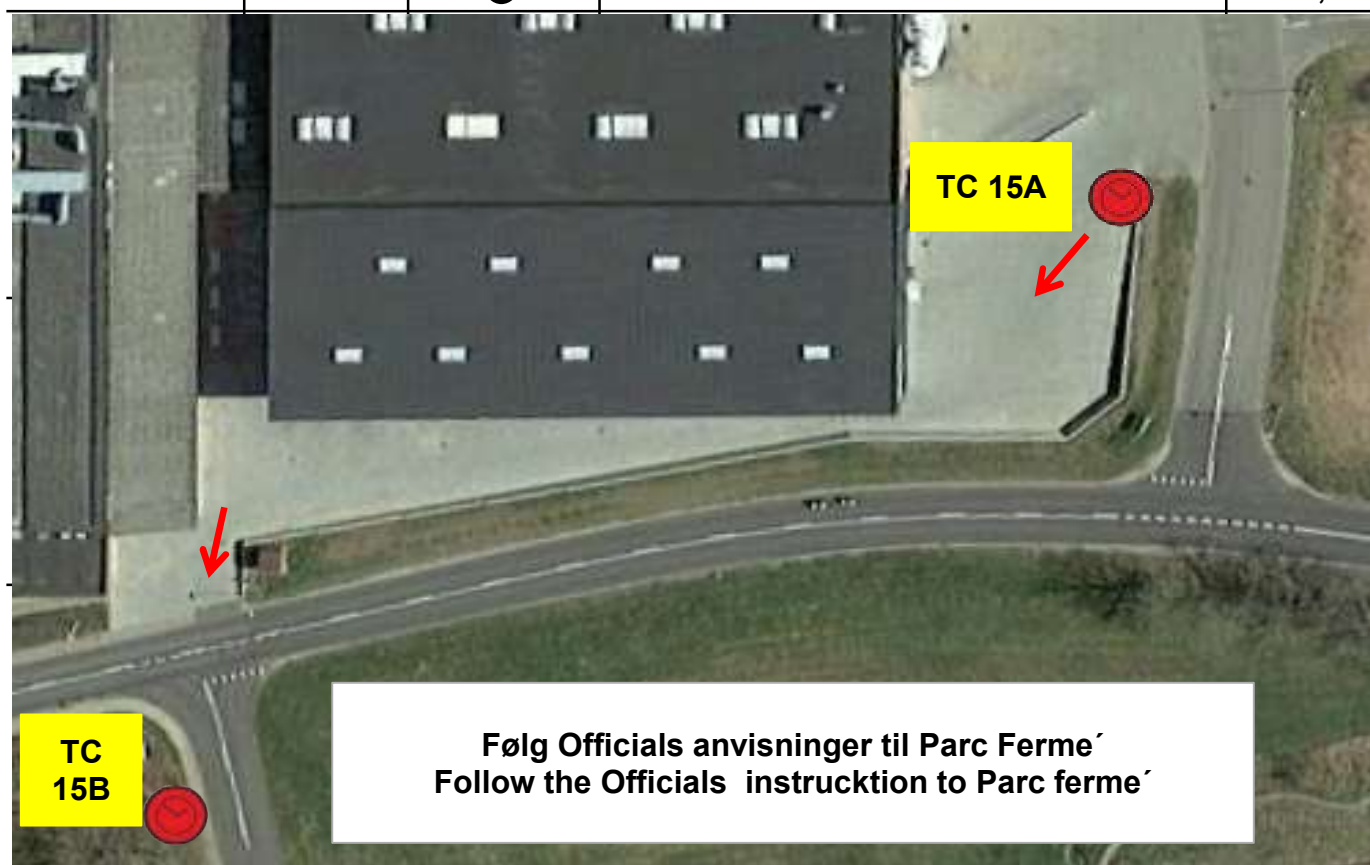 TC 15A
TC
15B
Følg Officials anvisninger til Parc Ferme´
Follow the Officials instrucktion to Parc ferme´